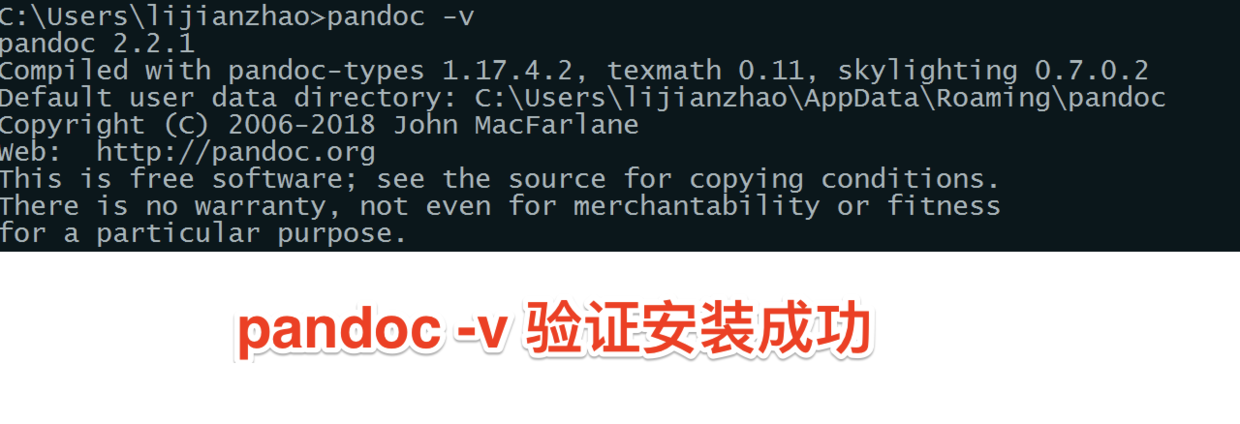 C:\Users\lijianzhao>pandoc -v
pandoc 2.2.1
Compiled with pandoc-types 1.17.4.2, texmath 0.11, skylighting 0.7.0.2
Default user data directory: C:\Users\lijianzhao\AppData\Roaming\pandoc
Copyright (C) 2006-2018 John MacFarlane
Web:  http://pandoc.org
This is free software; see the source for copying conditions.
There is no warranty, not even for merchantability or fitness
for a particular purpose.
pandoc -v 验证安装成功